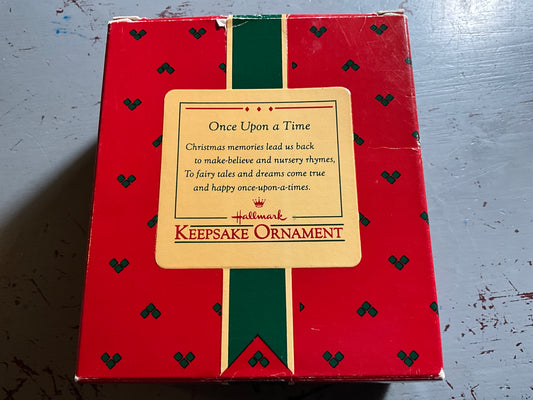 Once Upon a Time
Christmas memories lead us back
to make-believe and nursery rhymes,
To fairy tales and dreams come true
and happy once-upon-a-times.
Hallmark
KEEPSAKE ORNAMENT